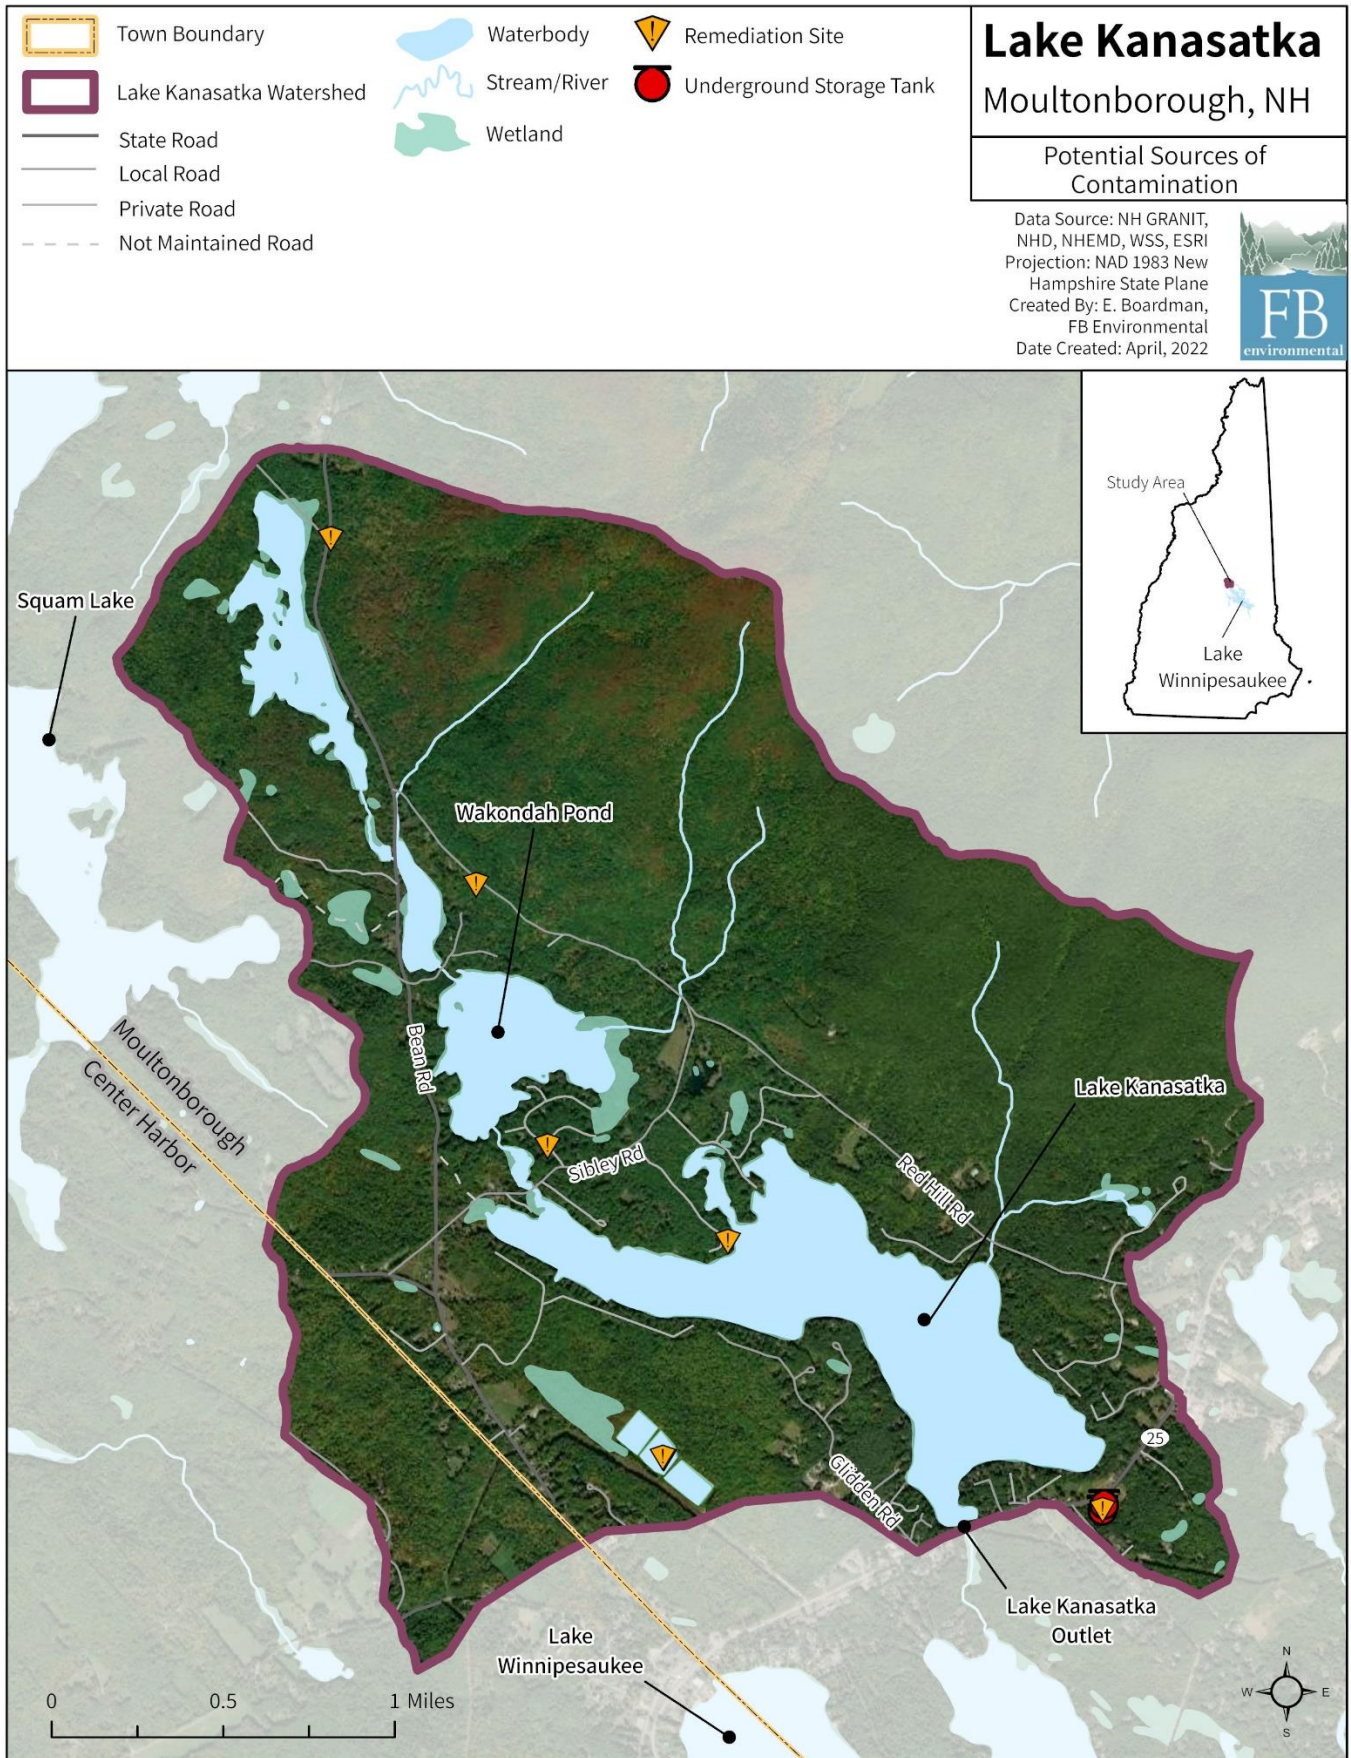 Town Boundary
Lake Kanasatka Watershed
State Road
Local Road
Private Road
Not Maintained Road
Waterbody
Stream/River
Wetland
Remediation Site
Underground Storage Tank
Lake Kanasatka
Moultonborough, NH
Potential Sources of
Contamination
Data Source: NH GRANIT,
NHD, NHEMD, WSS, ESRI
Projection: NAD 1983 New
Hampshire State Plane
Created By: E. Boardman,
FB Environmental
Date Created: April, 2022
FB
environmental
Study Area
Lake
Winnipesaukee
Squam Lake
Wakondah Pond
Moultonborough
Center Harbor
Bean Rd
Lake Kanasatka
Sibley Rd
Red Hill Rd
25
Glidden Rd
Lake Kanasatka
Outlet
Lake
Winnipesaukee
0 0.5 1 Miles
N
W E
S